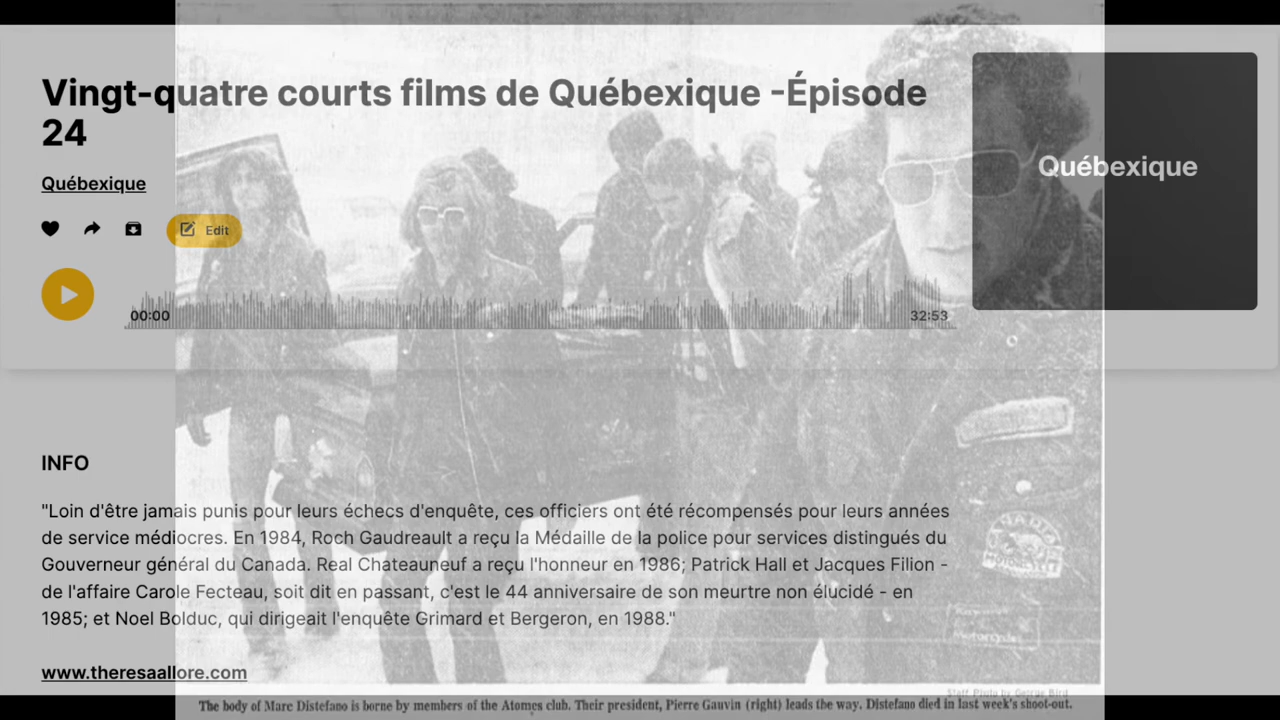 Vingt-quatre courts films de Québexique -Épisode
24
Québexique
Québexique
Edit
00:00
32:53
INFO
"Loin d'être jamais punis pour leurs échecs d'enquête, ces officiers ont été récompensés pour leurs années
de service médiocres. En 1984, Roch Gaudreault a reçu la Médaille de la police pour services distingués du
Gouverneur général du Canada. Real Chateauneuf a reçu l'honneur en 1986; Patrick Hall et Jacques Filion -
de l'affaire Carole Fecteau, soit dit en passant, c'est le 44 anniversaire de son meurtre non élucidé - en
1985; et Noel Bolduc, qui dirigeait l'enquête Grimard et Bergeron, en 1988."
www.theresaallore.com
Staff Photo by George Bird
The body of Marc Distefano is borne by members of the Atomes club. Their president, Pierre Gauvin (right) leads the way. Distefano died in last week's shoot-out.